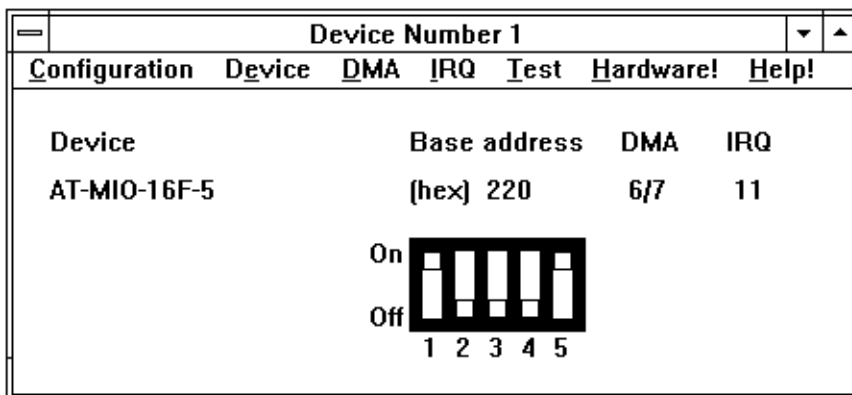 Device Number 1
Configuration Device DMA IRQ Test Hardware! Help!
Device Base address DMA IRQ
AT-MIO-16F-5 (hex) 220 6/7 11
On
Off
1 2 3 4 5